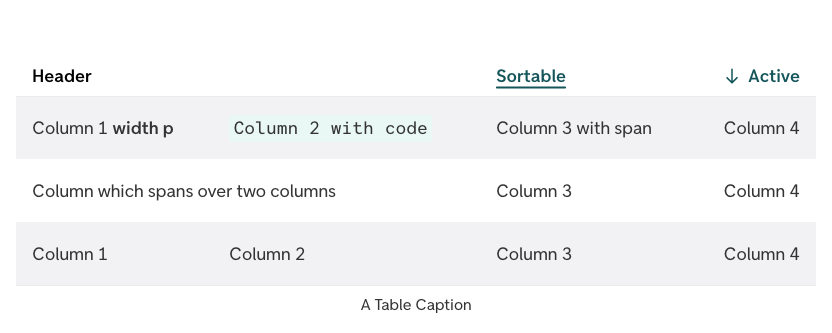 Header Sortable ↓ Active
Column 1 width p Column 2 with code Column 3 with span Column 4
Column which spans over two columns Column 3 Column 4
Column 1 Column 2 Column 3 Column 4
A Table Caption